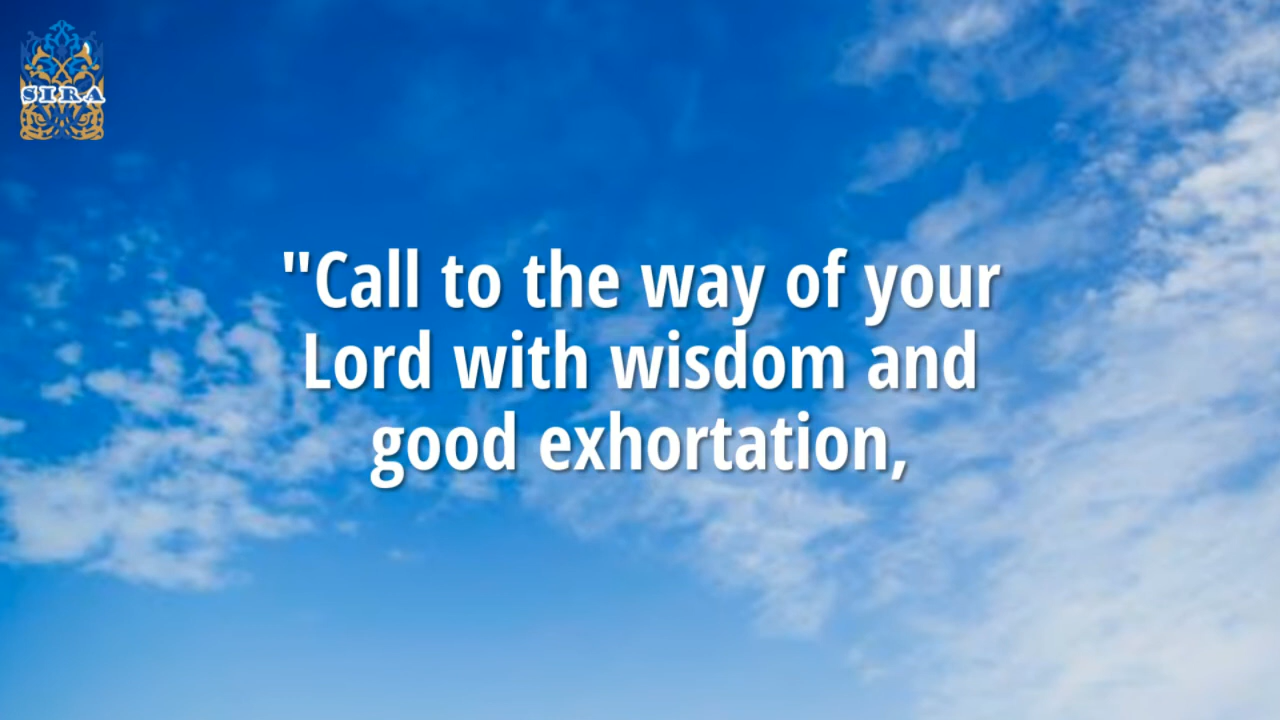 SIRA
"Call to the way of your
Lord with wisdom and
good exhortation,